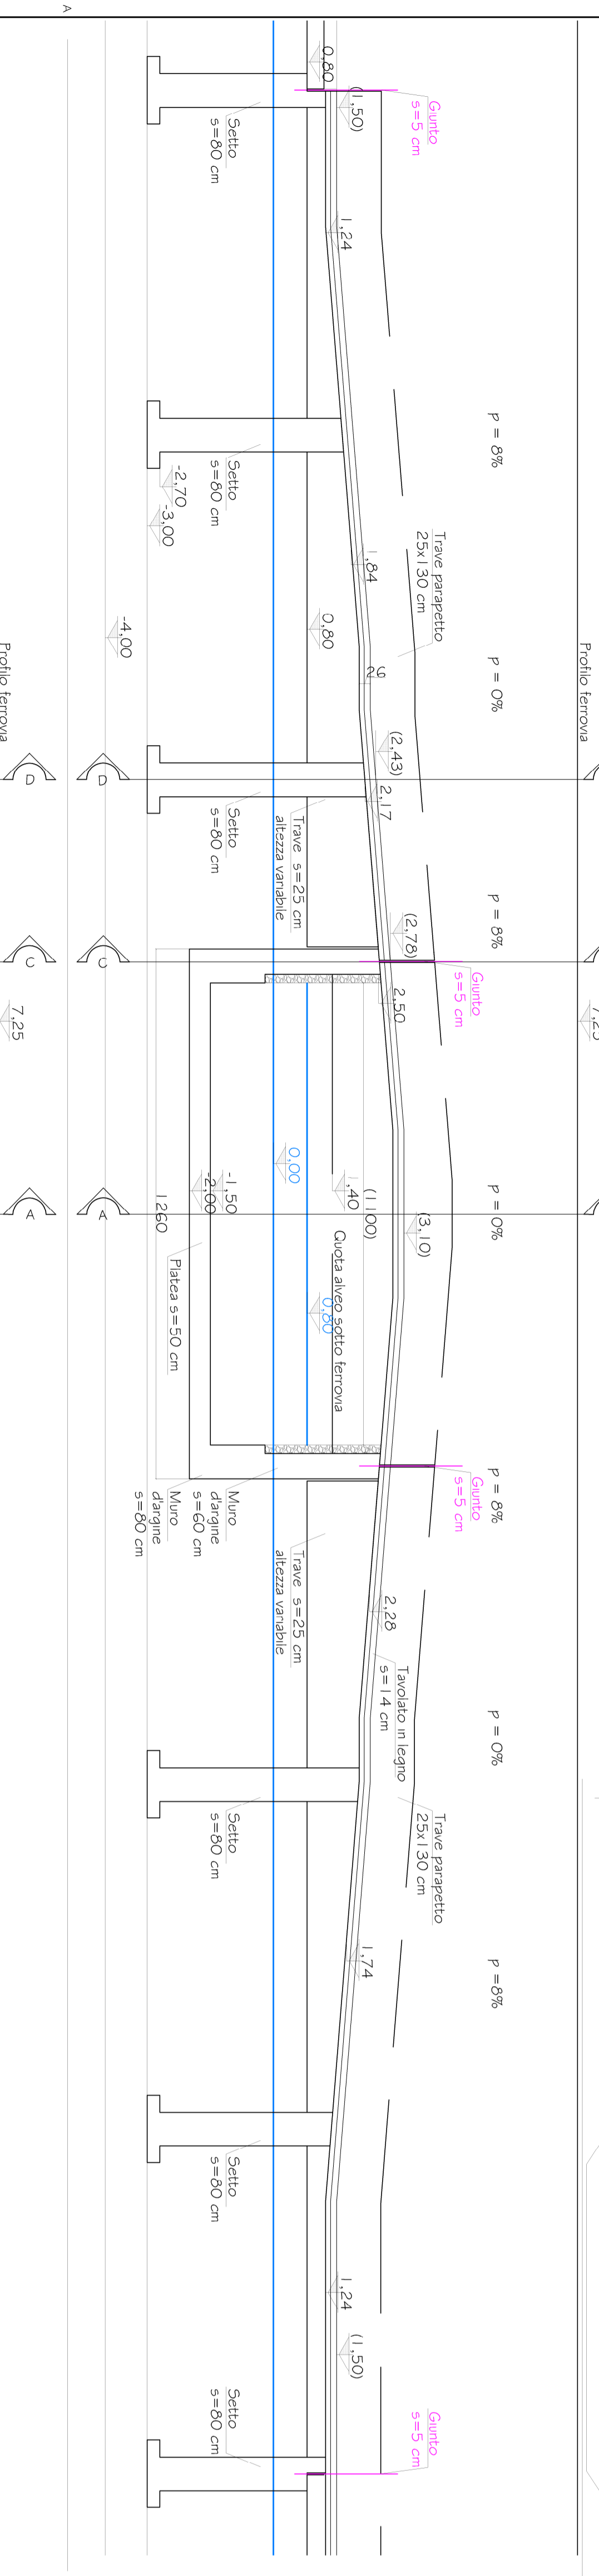 A
0,80
(1,50)
Giunto
s=5 cm
Setto
s=80 cm
1,24
p = 8%
Setto
s=80 cm
-2,70
-3,00
Trave parapetto
25x130 cm
1,84
0,80
-4,00
p = 0%
26
Profilo ferrovia
Profilo ferrovia
(2,43)
2,17
D
D
Setto
s=80 cm
Trave s=25 cm
altezza variabile
p = 8%
(2,78)
Giunto
s=5 cm
2,50
C
C
7,25
7,25
0,00
1,40
(1100)
-1,50
-2,00
1260
p = 0%
(3,10)
A
A
Platea s=50 cm
Quota alveo sotto ferrovia
0,80
p = 8%
Giunto
s=5 cm
Muro
d'argine
s=60 cm
Muro
d'argine
s=80 cm
Trave s=25 cm
altezza variabile
2,28
Tavolato in legno
s=14 cm
p = 0%
Setto
s=80 cm
Trave parapetto
25x130 cm
1,74
p =8%
Setto
s=80 cm
1,24
(1,50)
Setto
s=80 cm
Giunto
s=5 cm